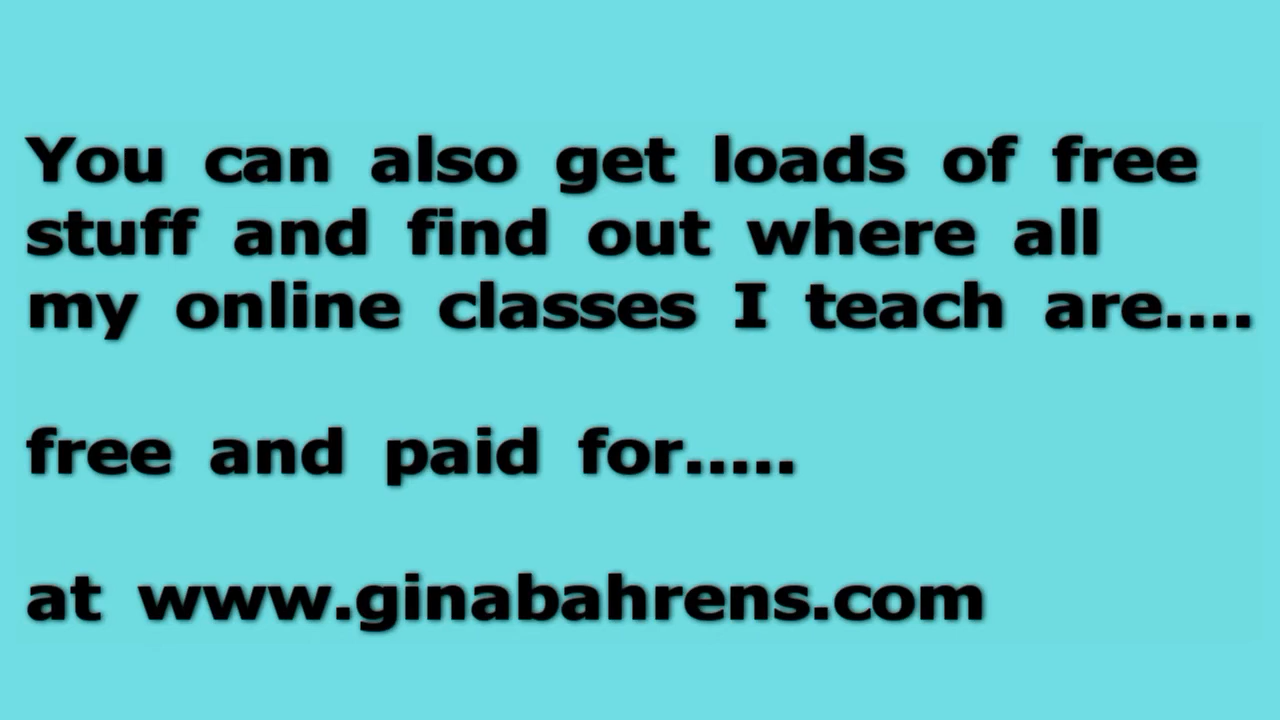 You can also get loads of free
stuff and find out where all
my online classes I teach are....
free and paid for.....
at www.ginabahrens.com